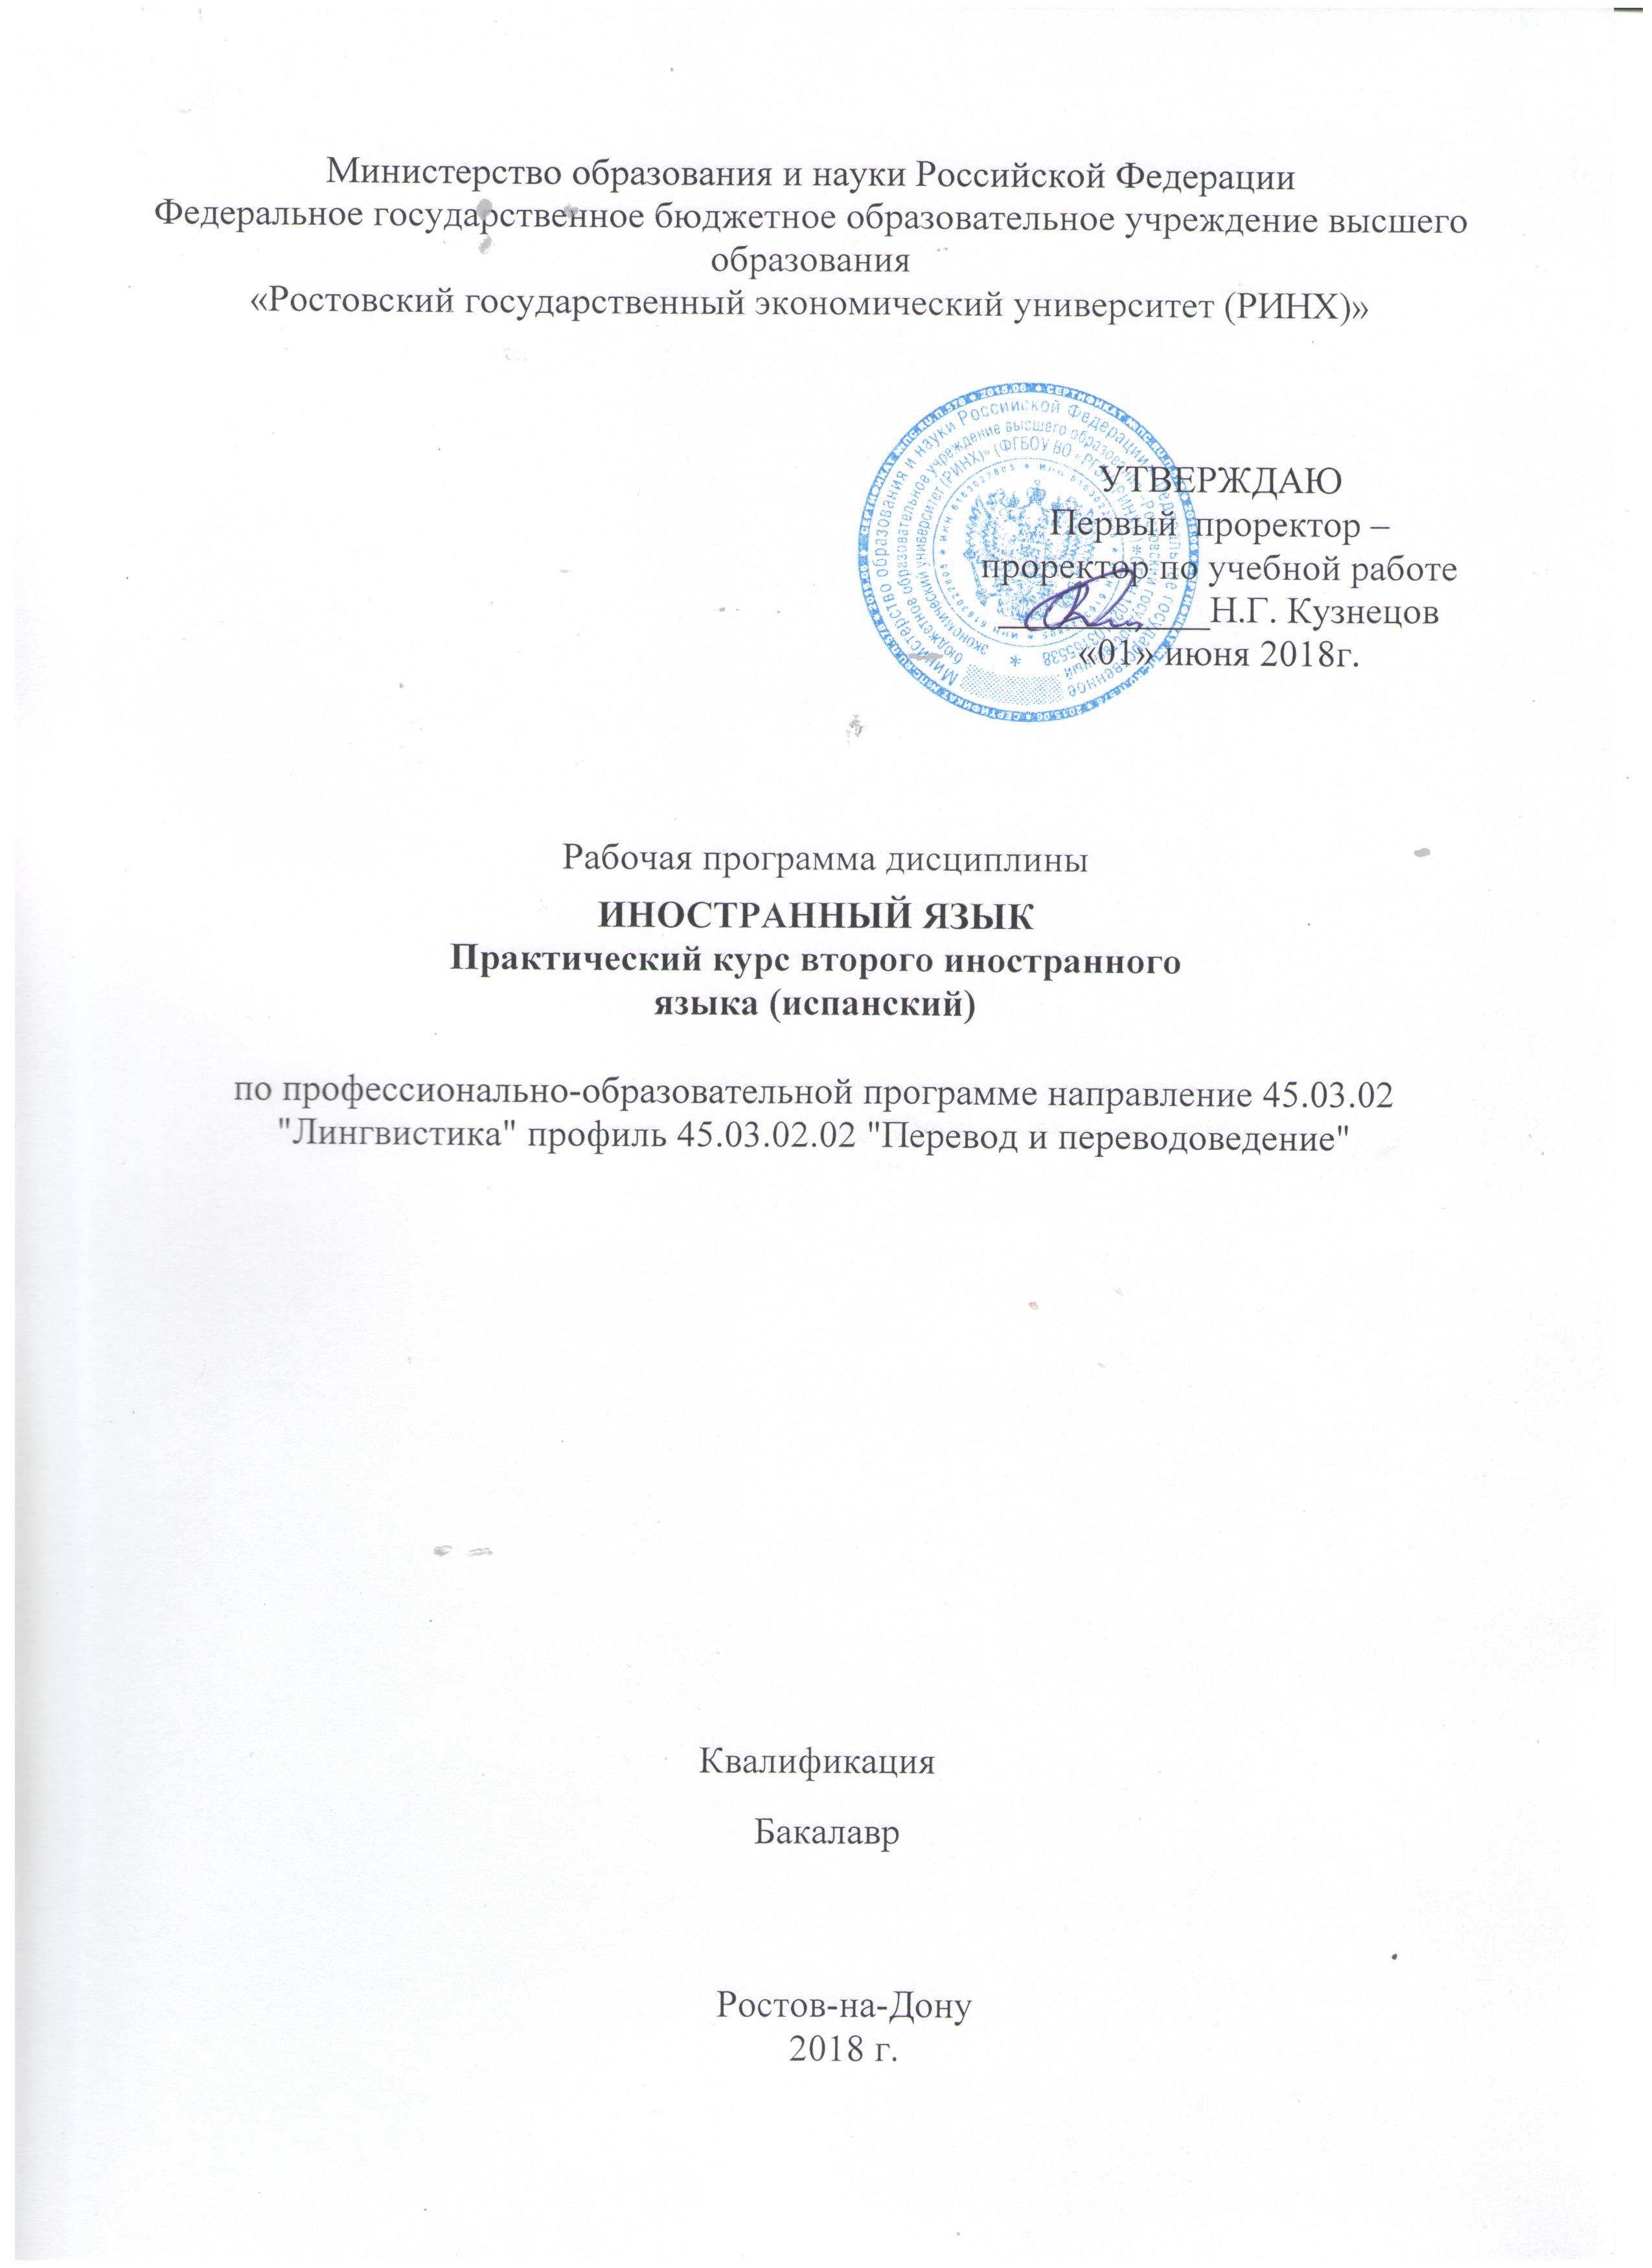 Министерство образования и науки Российской Федерации
Федеральное государственное бюджетное образовательное учреждение высшего
образования
«Ростовский государственный экономический университет (РИНХ)»
УТВЕРЖДАЮ
Первый проректор –
проректор по учебной работе
Н.Г. Кузнецов
«01» июня 2018г.
Рабочая программа дисциплины
ИНОСТРАННЫЙ ЯЗЫК
Практический курс второго иностранного
языка (испанский)
по профессионально-образовательной программе направление 45.03.02
"Лингвистика" профиль 45.03.02.02 "Перевод и переводоведение"
Квалификация
Бакалавр
Ростов-на-Дону
2018 г.